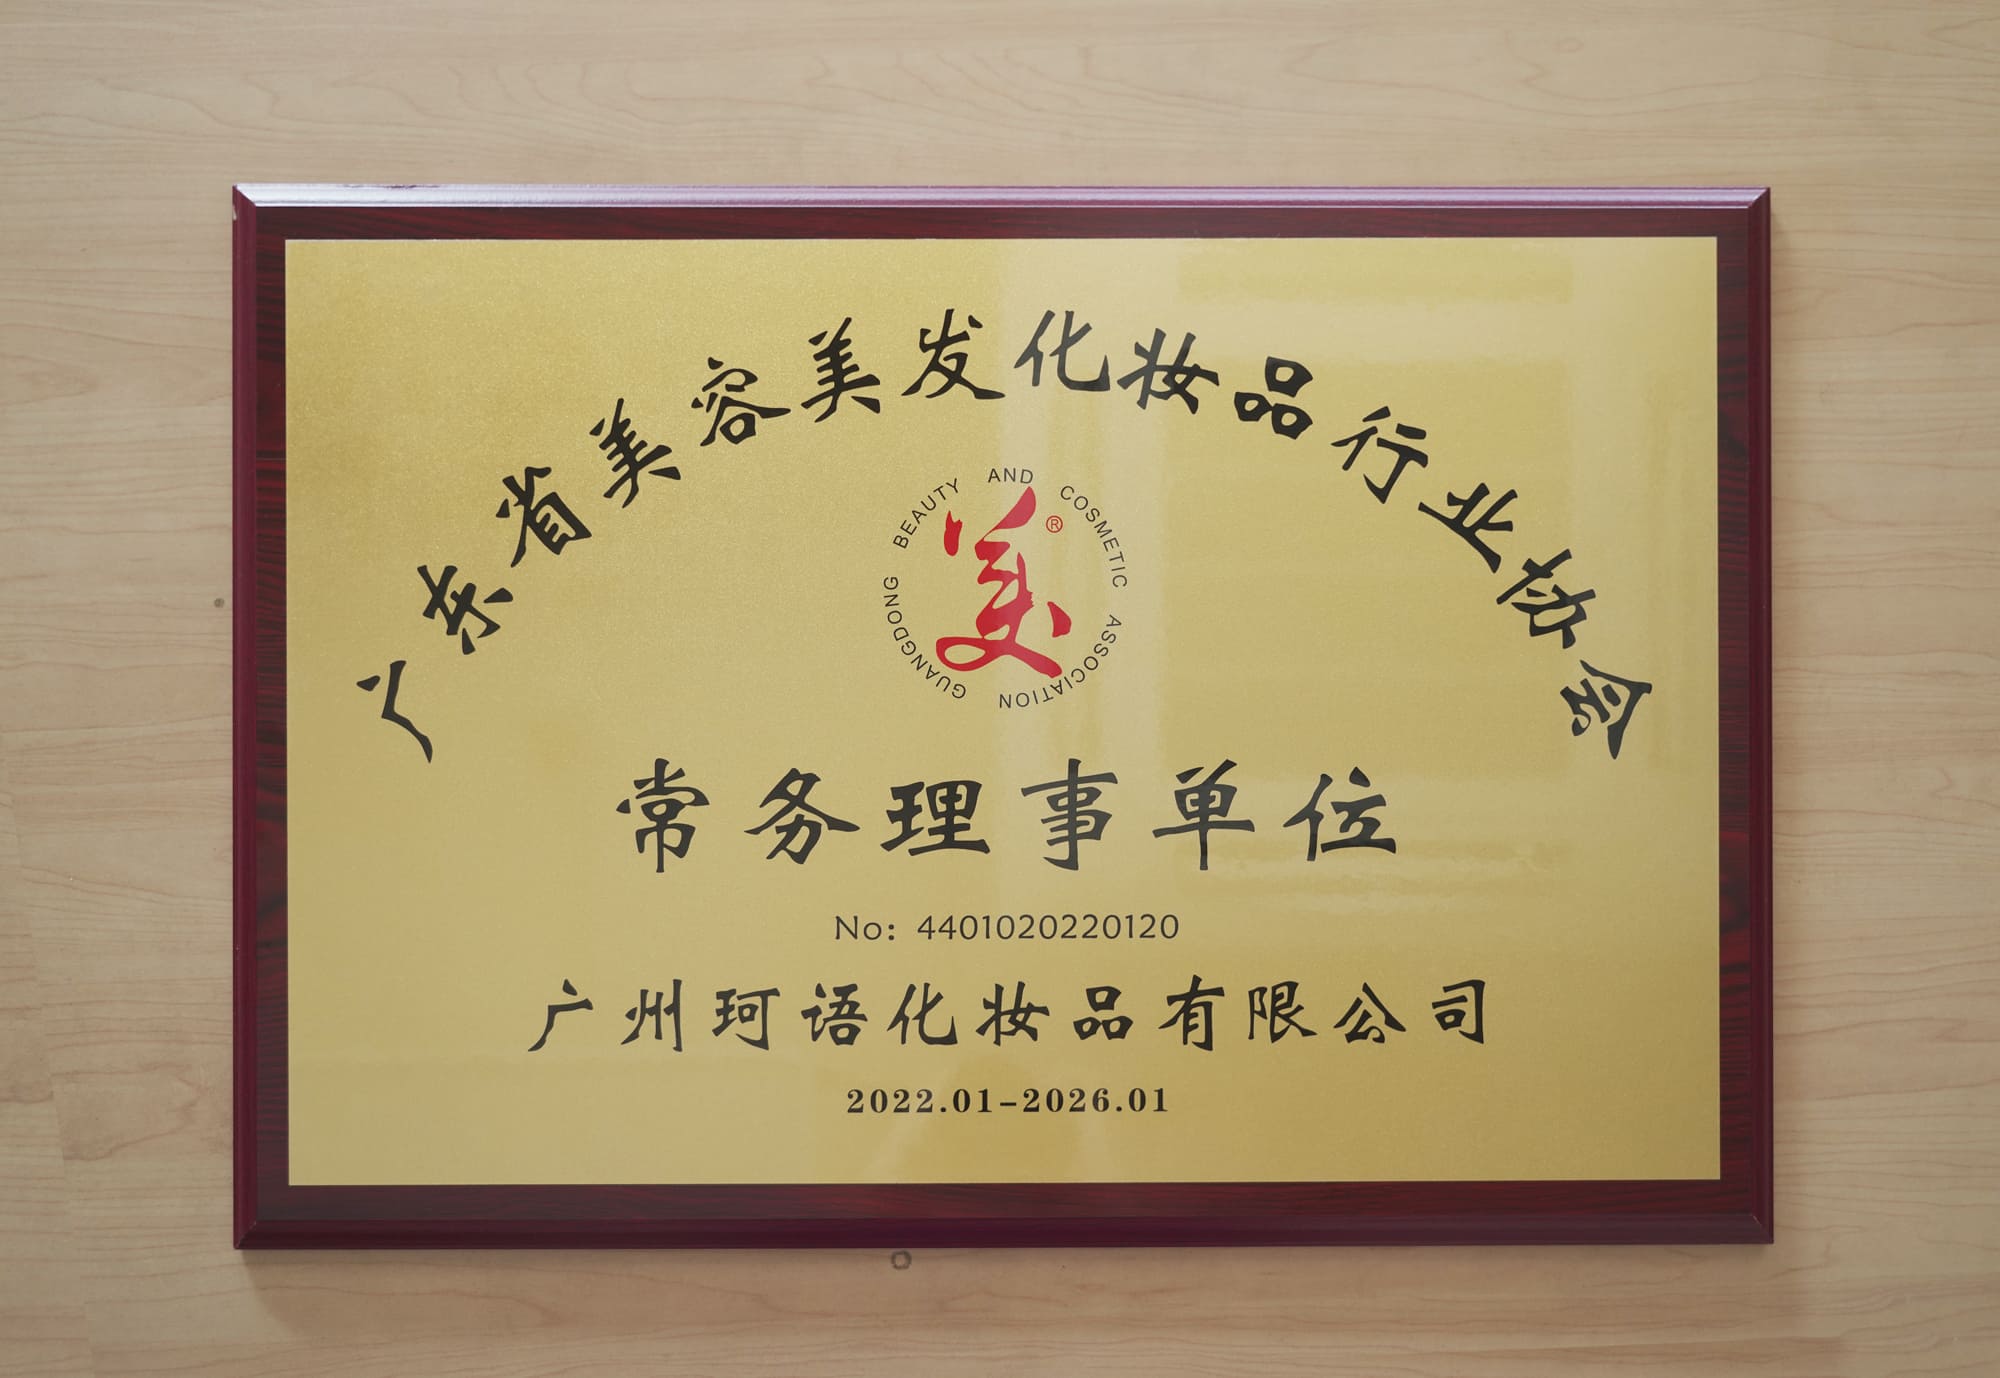 广东省美容美发化妆品行业协会
GUANGDONG BEAUTY AND COSMETIC ASSOCIATION
美®
常务理事单位
No: 4401020220120
广州珂语化妆品有限公司
2022.01-2026.01